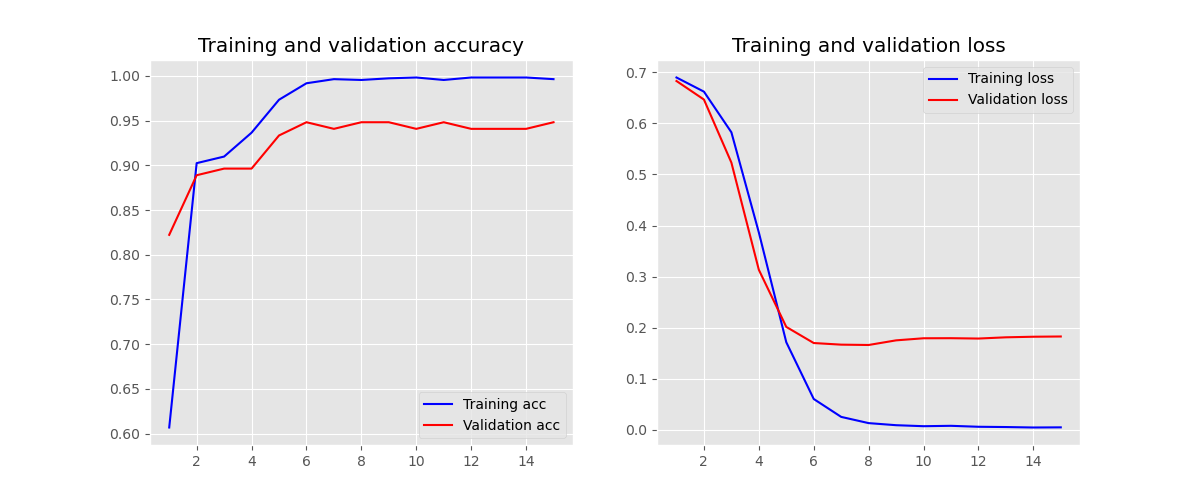 Training and validation accuracy
1.00
0.95
0.90
0.85
0.80
0.75
0.70
0.65
0.60
2 4 6 8 10 12 14
Training acc
Validation acc
Training and validation loss
0.7
0.6
0.5
0.4
0.3
0.2
0.1
0.0
2 4 6 8 10 12 14
Training loss
Validation loss